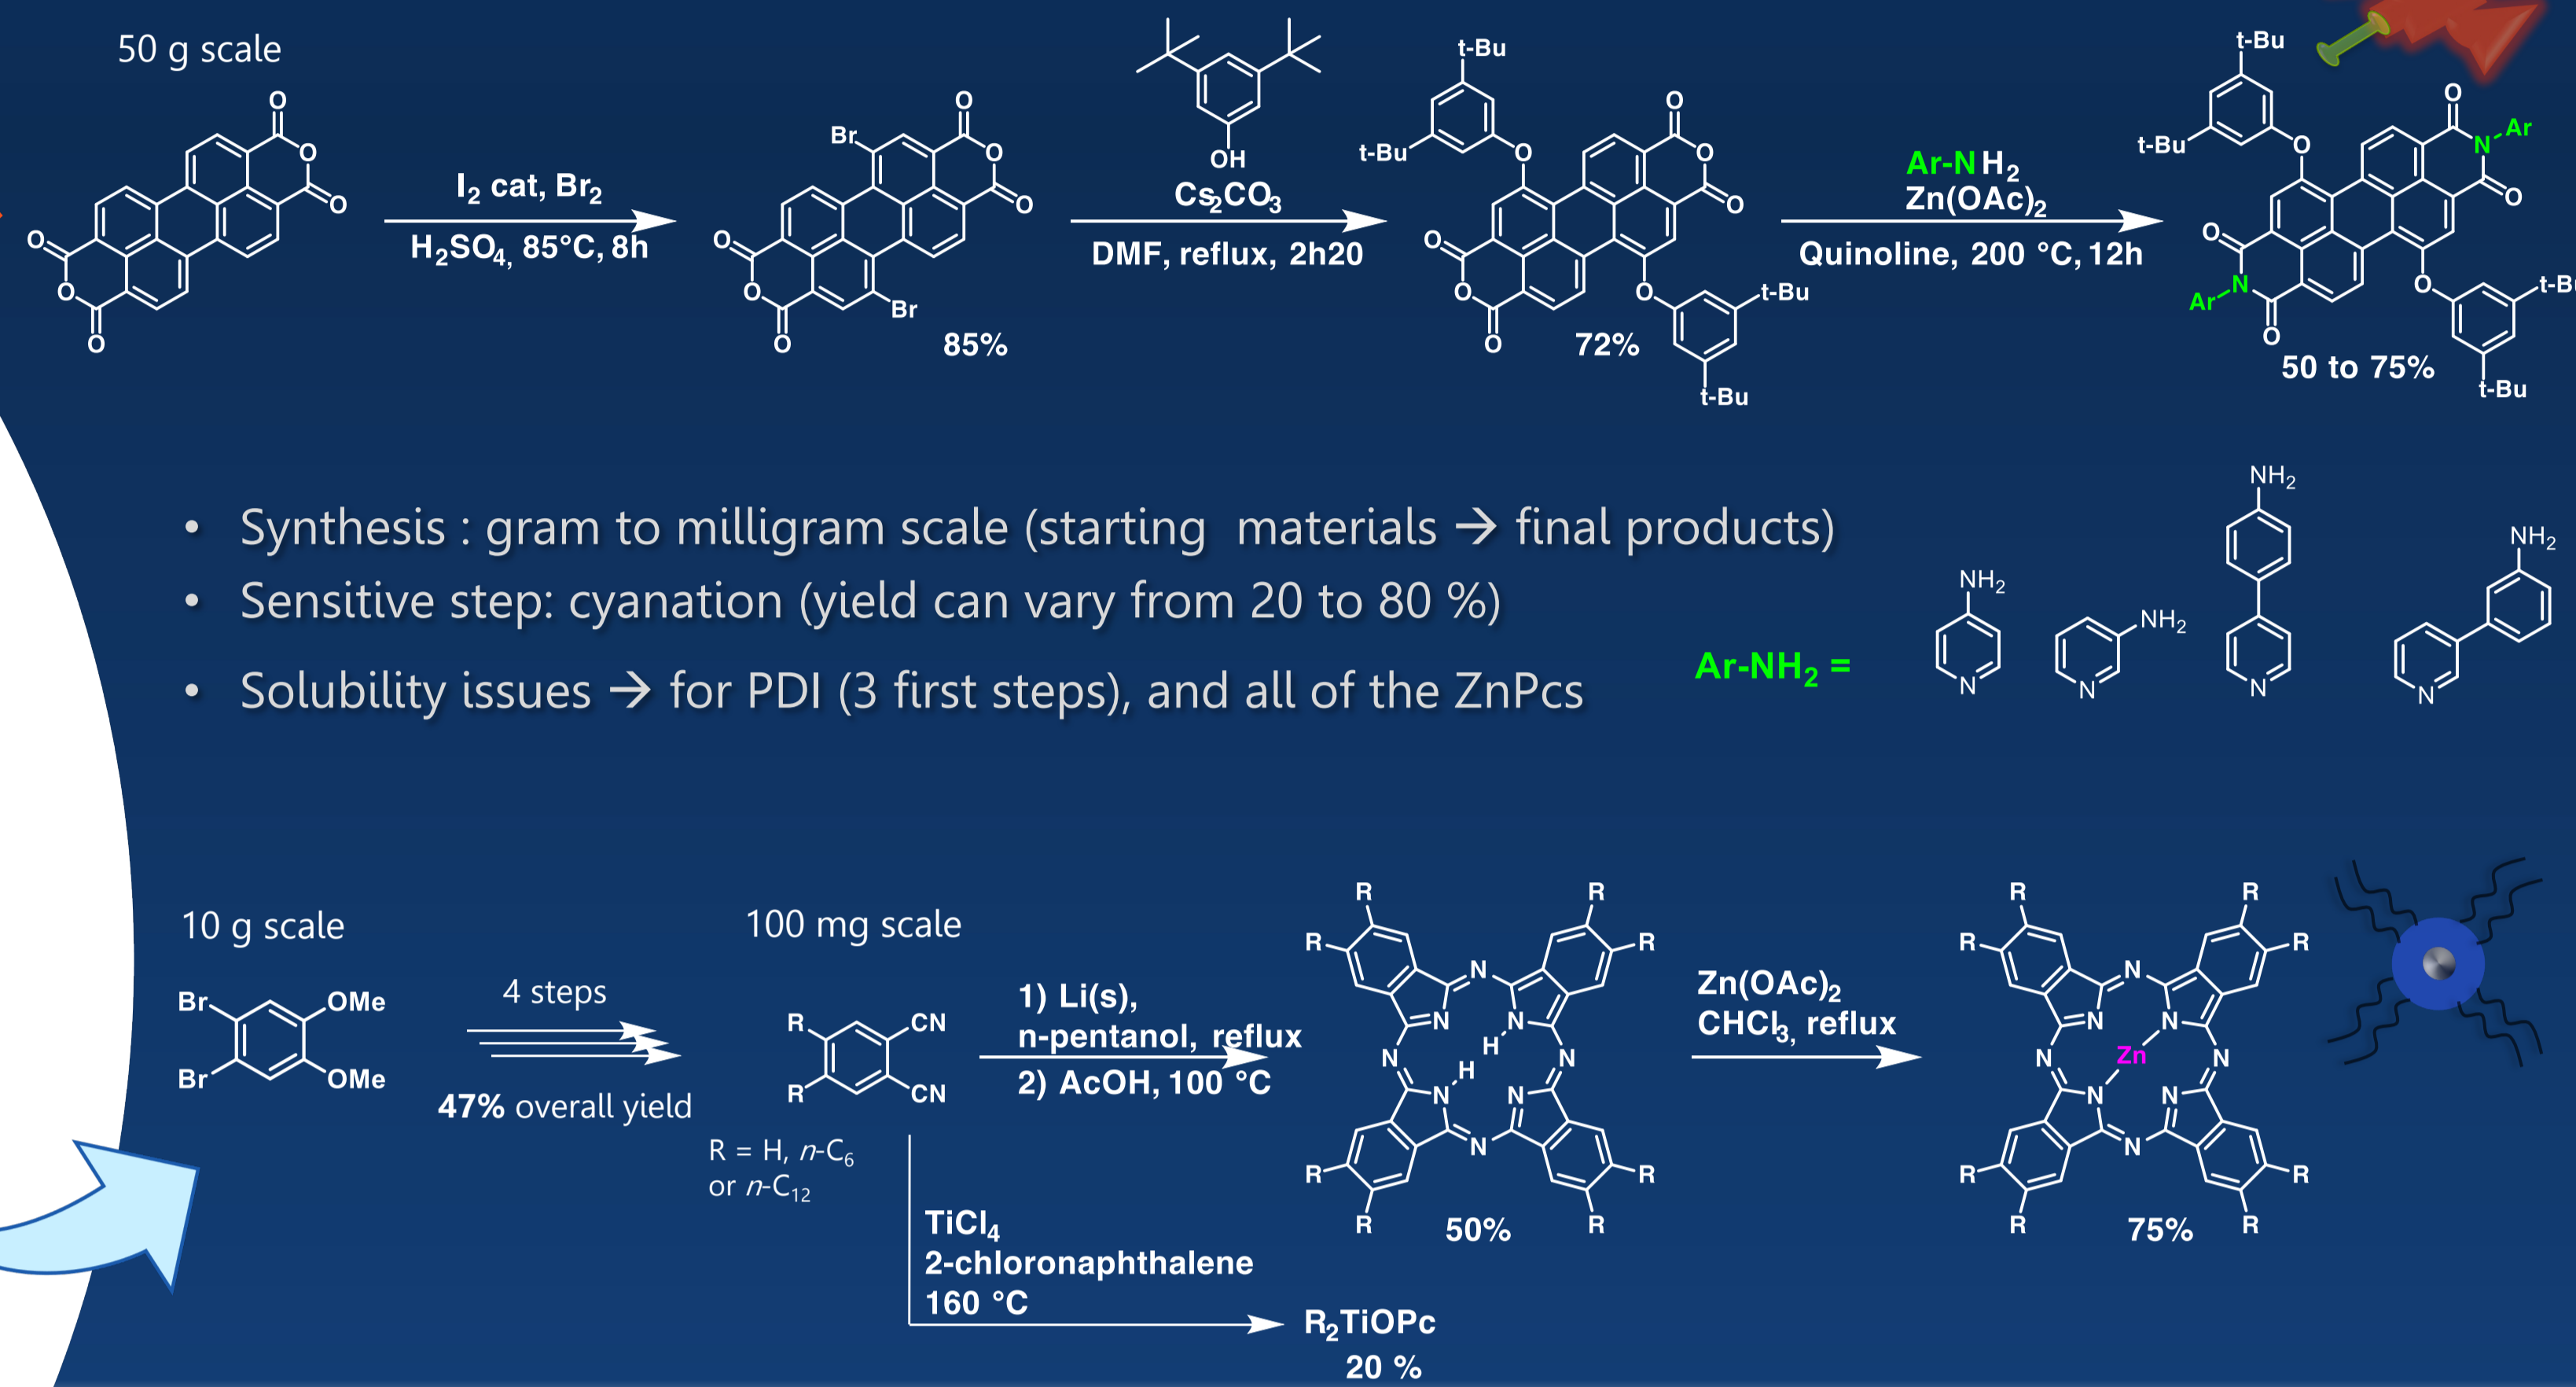 50 g scale
O
O
O
O
O
O
I2 cat, Br2
H2SO4, 85°C, 8h
Br
O
O
O
O
O
O
Br
85%
OH
Cs2CO3
DMF, reflux, 2h20
t-Bu
t-Bu
O
O
O
O
O
O
O
O
t-Bu
t-Bu
72%
Ar-NH2
Zn(OAc)2
Quinoline, 200 °C, 12h
t-Bu
t-Bu
O
O
N-Ar
O
O
Ar-N
O
O
t-Bu
t-Bu
50 to 75%
• Synthesis : gram to milligram scale (starting materials → final products)
• Sensitive step: cyanation (yield can vary from 20 to 80 %)
• Solubility issues → for PDI (3 first steps), and all of the ZnPcs
Ar-NH2 =
NH2
N
NH2
N
NH2
N
NH2
N
10 g scale
Br
OMe
Br
OMe
4 steps
47% overall yield
100 mg scale
R
CN
R
CN
R = H, n-C6
or n-C12
1) Li(s),
n-pentanol, reflux
2) AcOH, 100 °C
R
R
R
R
N
N
N
H
N
N
H
N
N
N
R
R
R
R
50%
Zn(OAc)2
CHCl3, reflux
R
R
R
R
N
N
N
N
Zn
N
N
N
N
R
R
R
R
75%
TiCl4
2-chloronaphthalene
160 °C
R2TiOPc
20 %